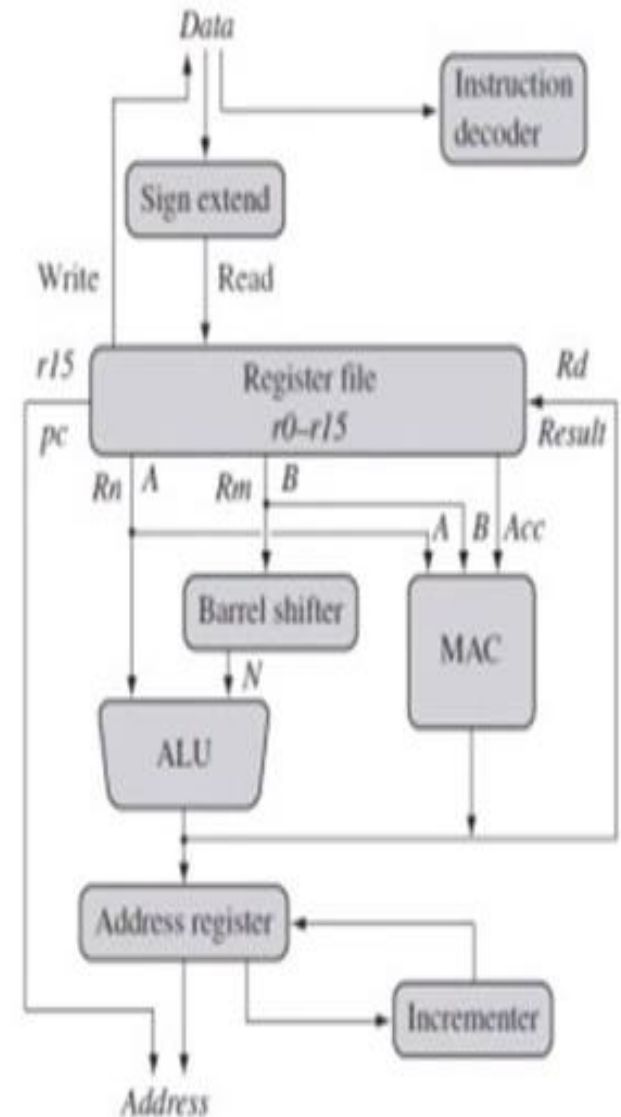 Data
Instruction
decoder
Sign extend
Write
Read
r15
Register file
Rd
pc
r0–r15
Result
Rn
A
Rm
B
A
B
Acc
Barrel shifter
MAC
N
ALU
Address register
Incrementer
Address